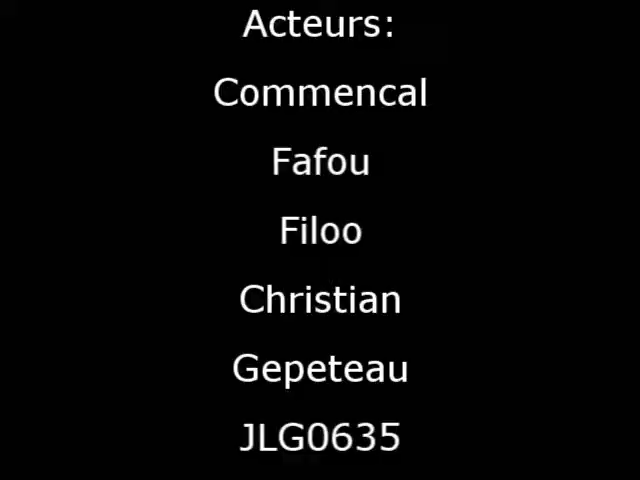 Acteurs:
Commencal
Fafou
Filoo
Christian
Gepeteau
JLG0635